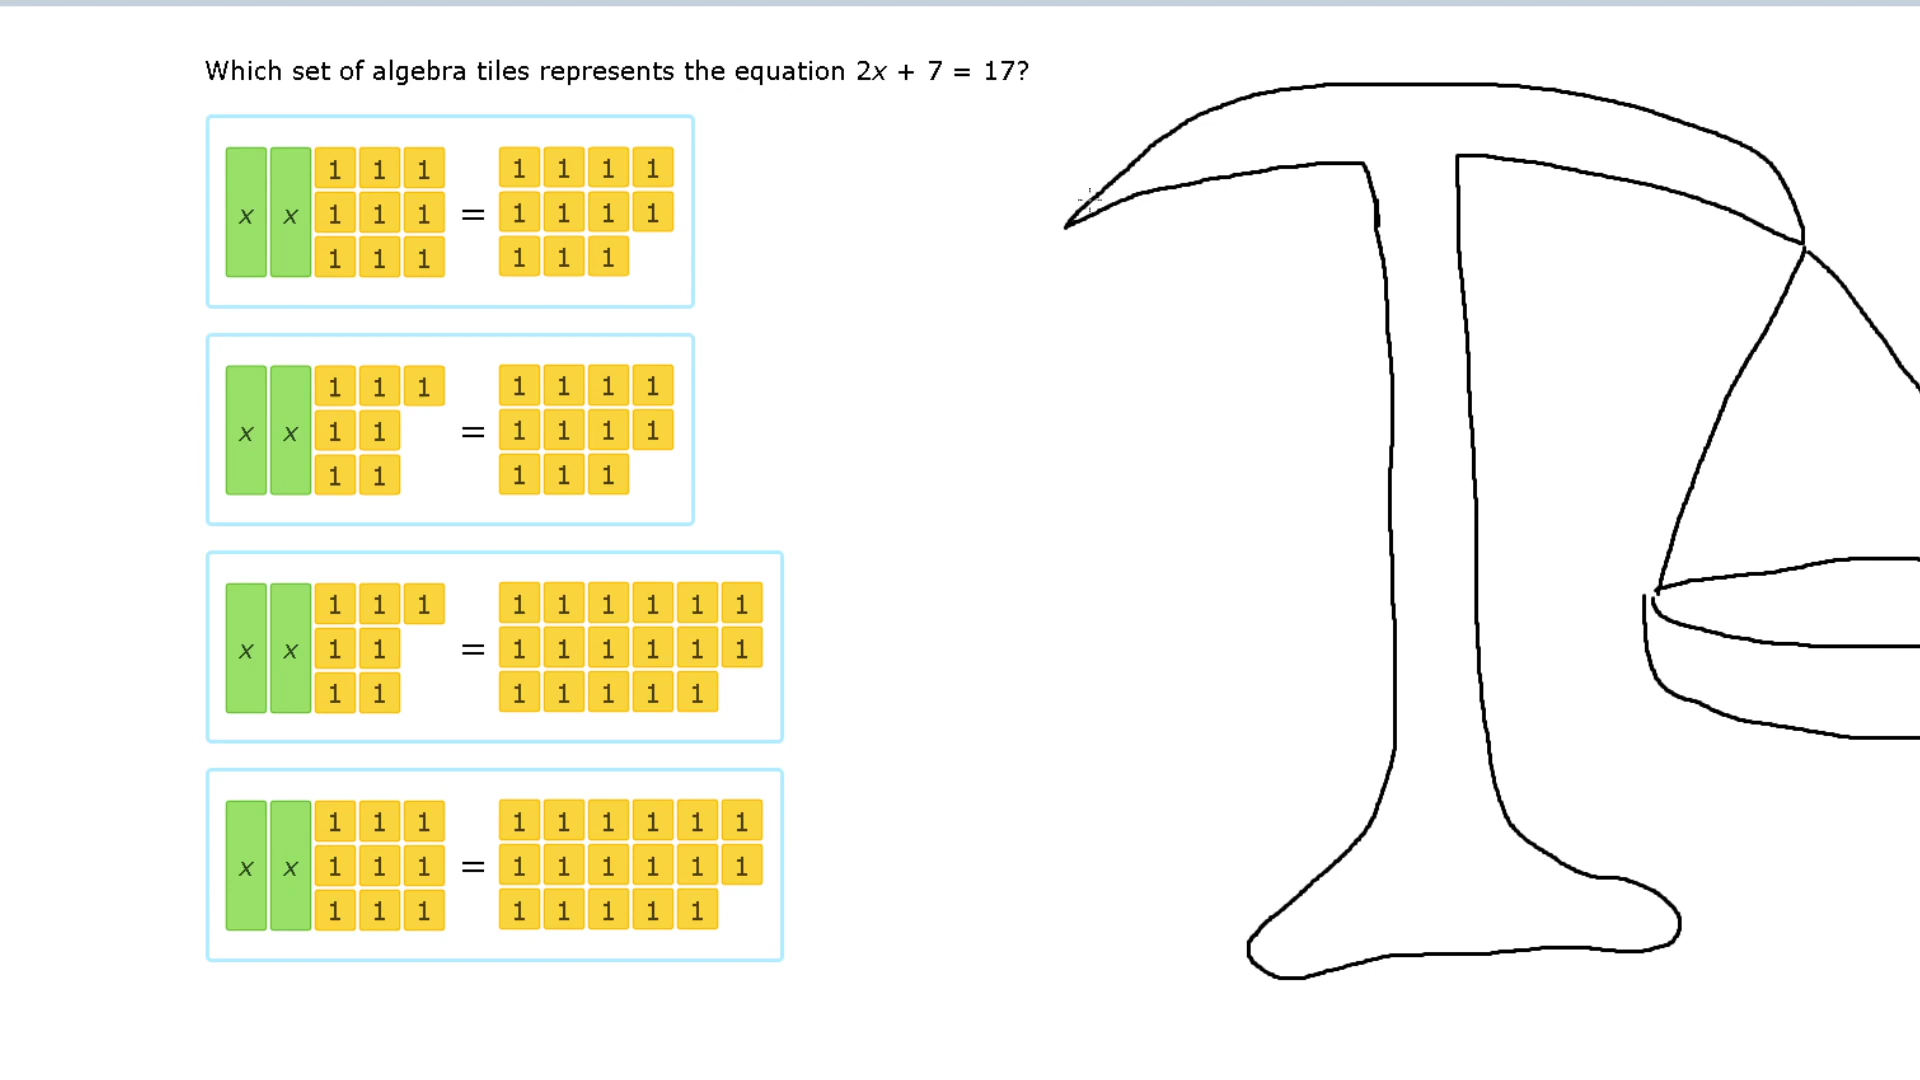 Which set of algebra tiles represents the equation 2x + 7 = 17?
1 1 1 1 1 1 1
x x 1 1 1 = 1 1 1 1
1 1 1 1 1 1
1 1 1 1 1 1 1
x x 1 1 = 1 1 1 1
1 1 1 1 1
1 1 1 1 1 1 1 1 1
x x 1 1 = 1 1 1 1 1 1
1 1 1 1 1 1 1
1 1 1 1 1 1 1 1 1
x x 1 1 1 = 1 1 1 1 1 1
1 1 1 1 1 1 1 1